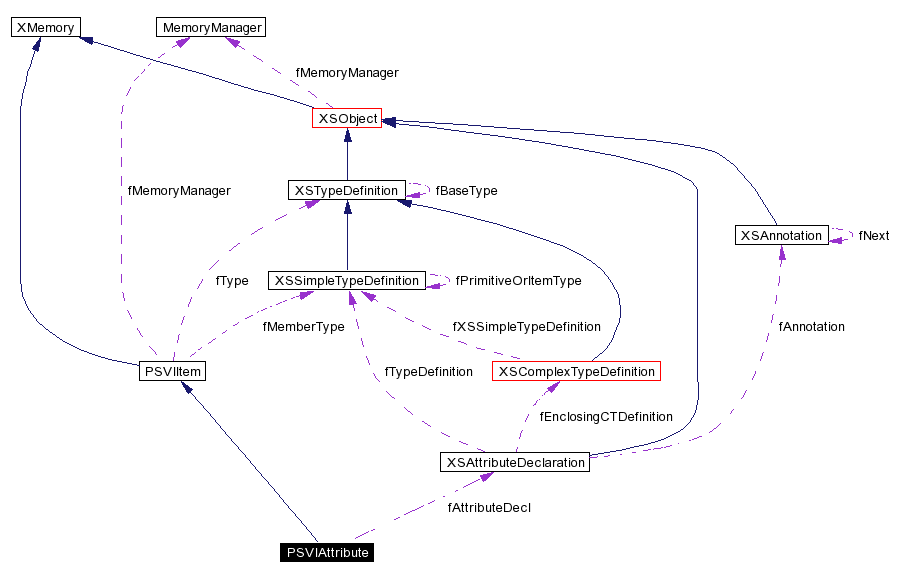 XMemory
MemoryManager
fMemoryManager
XSObject
fMemoryManager
XSTypeDefinition
fBaseType
XSAnnotation
fNext
fType
XSSimpleTypeDefinition
fPrimitiveOrItemType
fMemberType
fXSSimpleTypeDefinition
fAnnotation
PSVIItem
fTypeDefinition
XSComplexTypeDefinition
fEnclosingCTDefinition
XSAttributeDeclaration
fAttributeDecl
PSVIAttribute